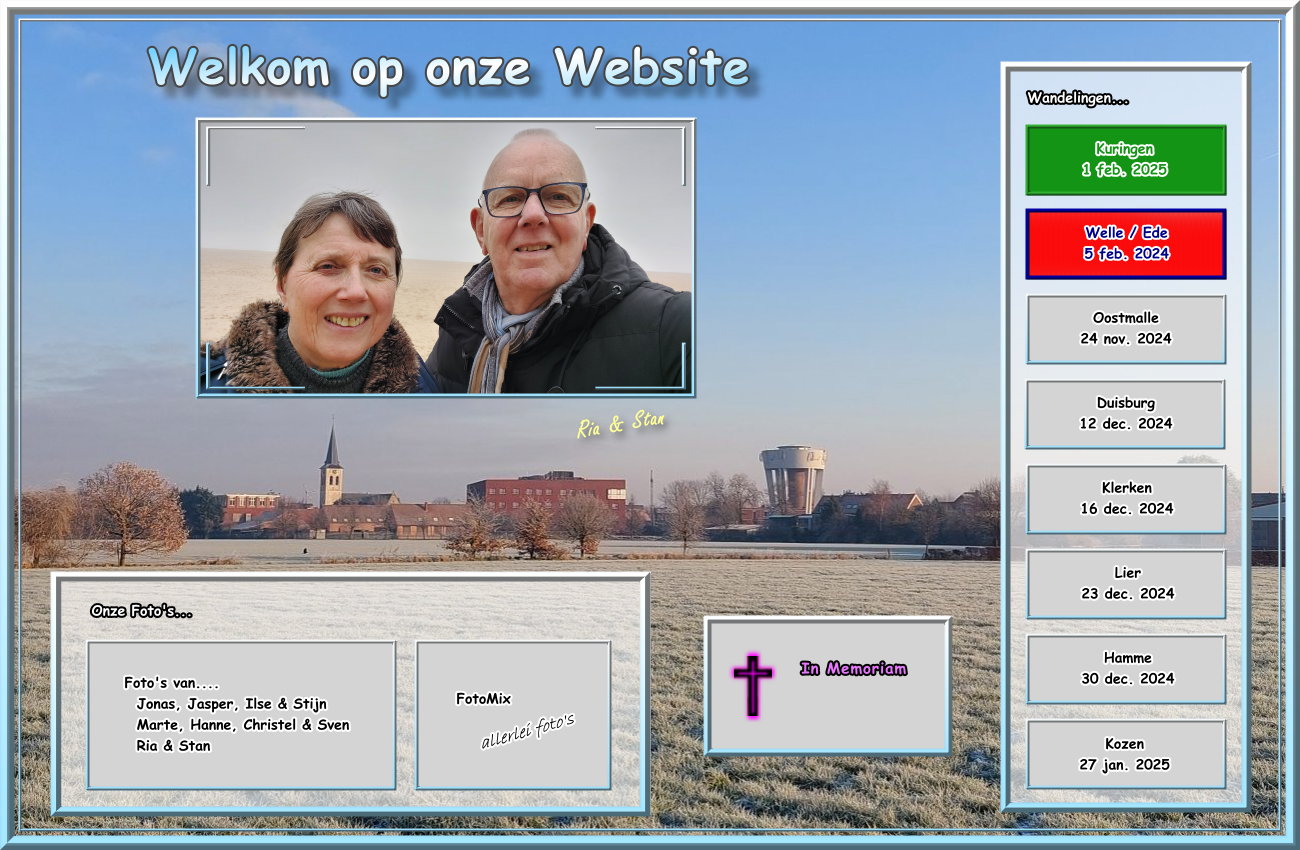 Welkom op onze Website
Ria & Stan
Wandelingen...
Kuringen
1 feb. 2025
Welle / Ede
5 feb. 2024
Oostmalle
24 nov. 2024
Duisburg
12 dec. 2024
Klerken
16 dec. 2024
Lier
23 dec. 2024
Hamme
30 dec. 2024
Kozen
27 jan. 2025
Onze Foto's...
Foto's van....
Jonas, Jasper, Ilse & Stijn
Marte, Hanne, Christel & Sven
Ria & Stan
FotoMix
allerlei foto's
In Memoriam